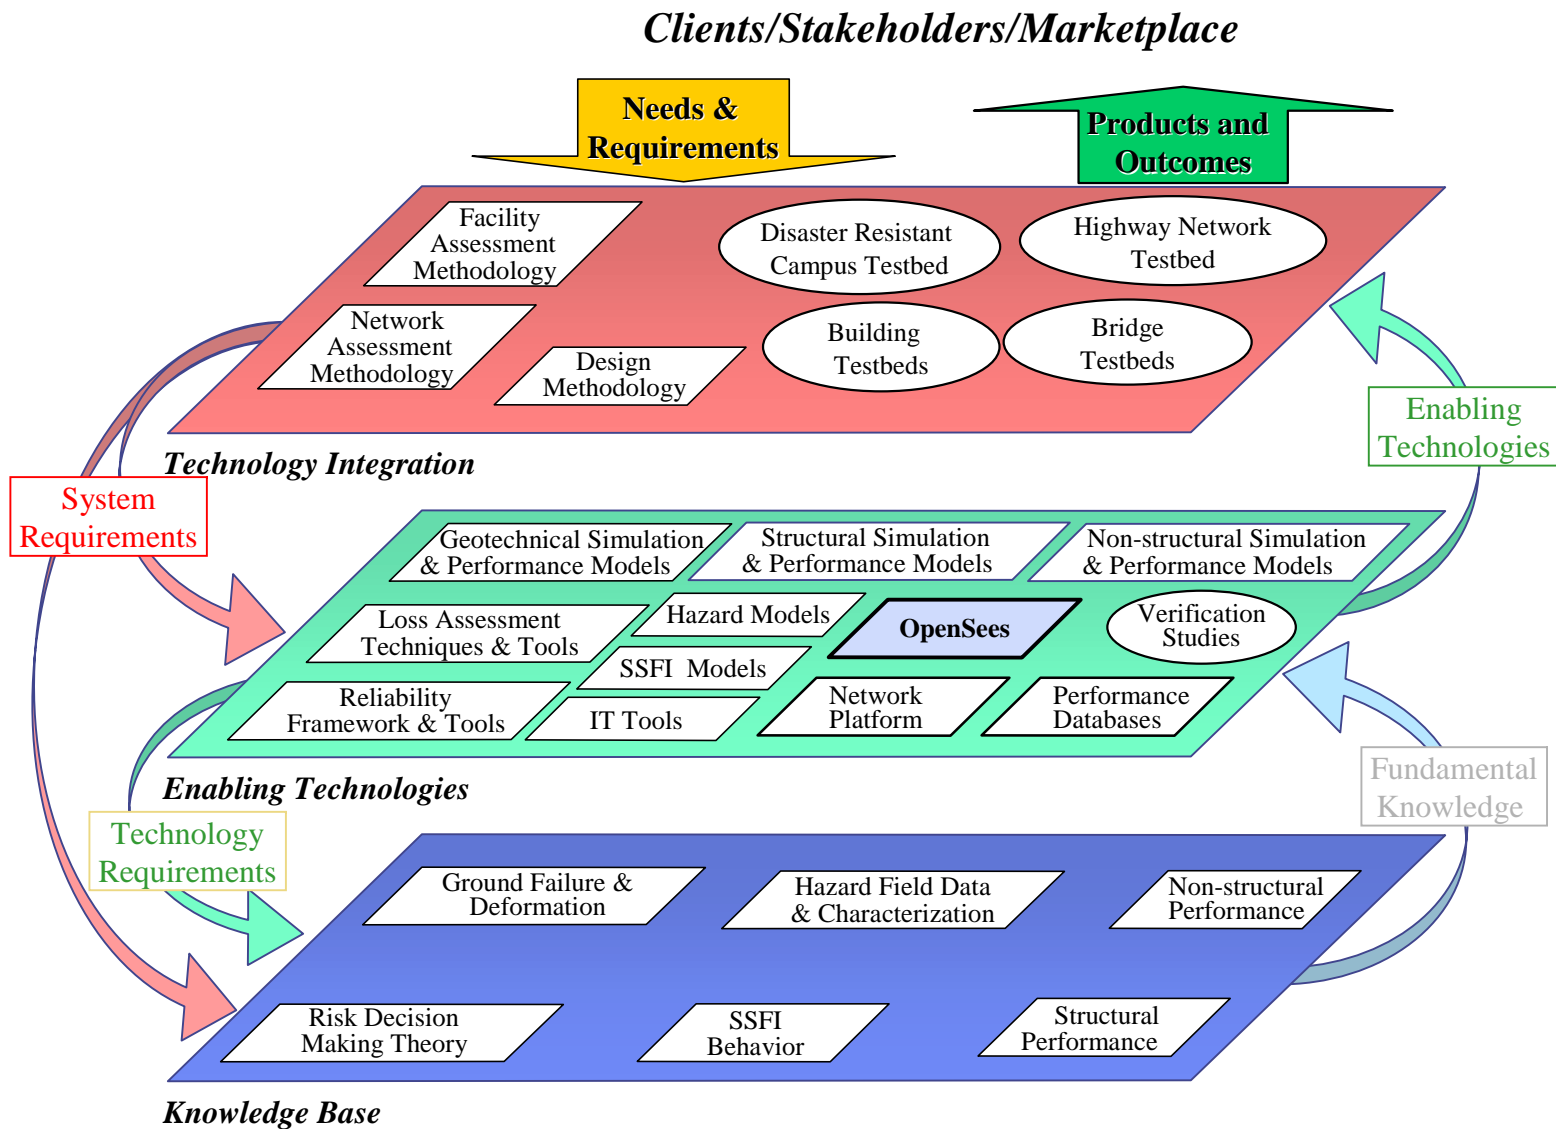 Clients/Stakeholders/Marketplace
Needs &
Requirements
Products and
Outcomes
Facility
Assessment
Methodology
Disaster Resistant
Campus Testbed
Highway Network
Testbed
Network
Assessment
Methodology
Design
Methodology
Building
Testbeds
Bridge
Testbeds
Technology Integration
Enabling
Technologies
System
Requirements
Geotechnical Simulation
& Performance Models
Structural Simulation
& Performance Models
Non-structural Simulation
& Performance Models
Loss Assessment
Techniques & Tools
Hazard Models
OpenSees
Verification
Studies
SSFI Models
Reliability
Framework & Tools
IT Tools
Network
Platform
Performance
Databases
Enabling Technologies
Fundamental
Knowledge
Technology
Requirements
Ground Failure &
Deformation
Hazard Field Data
& Characterization
Non-structural
Performance
Risk Decision
Making Theory
SSFI
Behavior
Structural
Performance
Knowledge Base